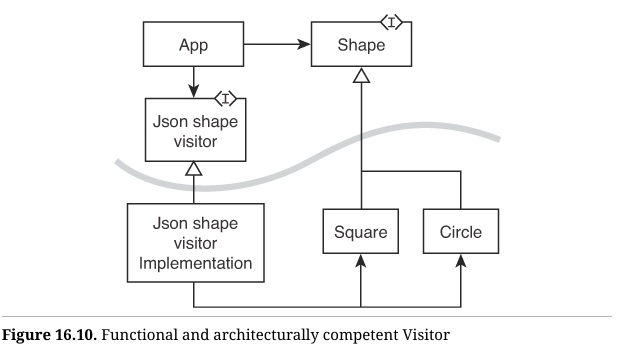 App
Shape
I
I
Json shape
visitor
Json shape
visitor
Implementation
Square
Circle
Figure 16.10. Functional and architecturally competent Visitor